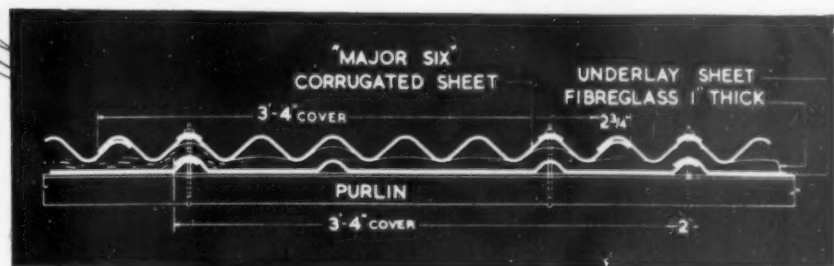 "MAJOR SIX"
CORRUGATED SHEET
UNDERLAY SHEET
FIBREGLASS 1" THICK
3'-4" COVER
2¾"
PURLIN
3'-4" COVER
2"